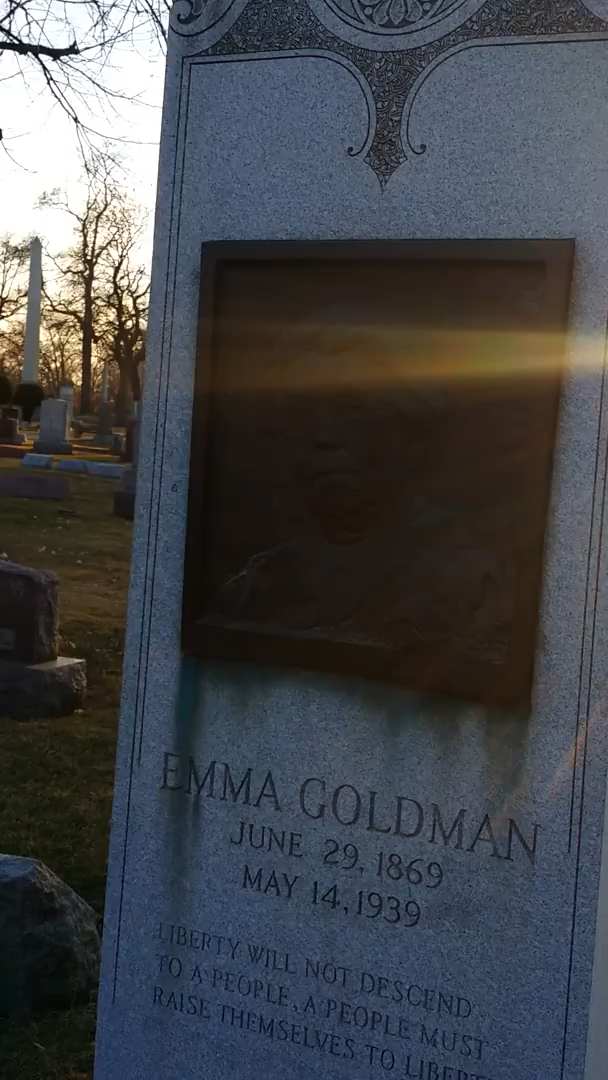 EMMA GOLDMAN
JUNE 29, 1869
MAY 14, 1939
LIBERTY WILL NOT DESCEND
TO A PEOPLE, A PEOPLE MUST
RAISE THEMSELVES TO LIBERT